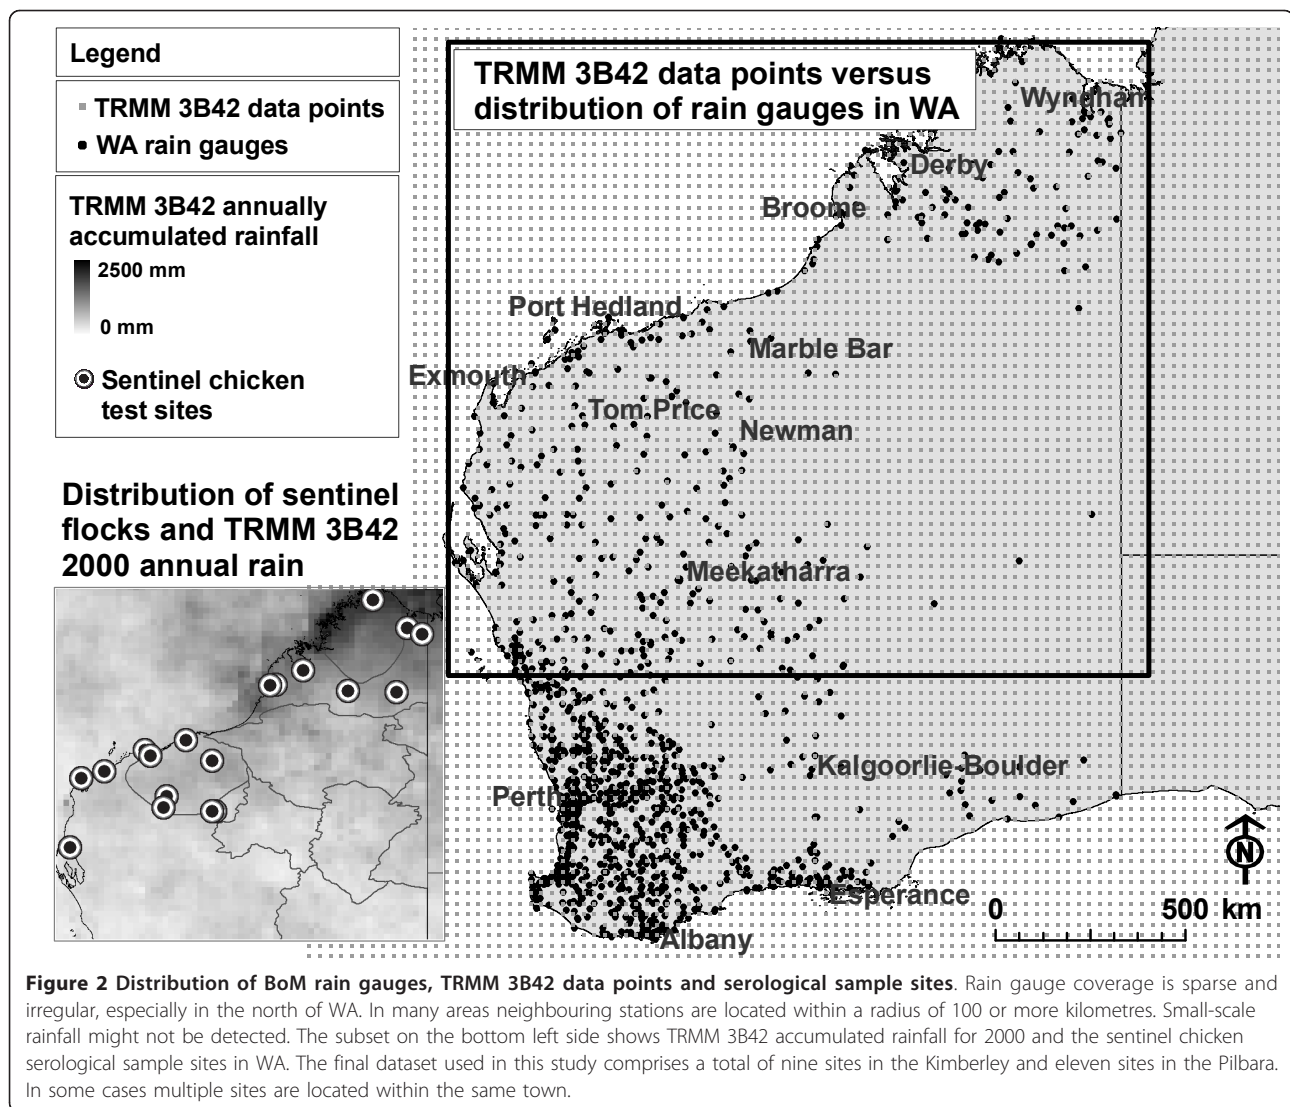 Legend
TRMM 3B42 data points
WA rain gauges
TRMM 3B42 annually
accumulated rainfall
2500 mm
0 mm
Sentinel chicken
test sites
Distribution of sentinel
flocks and TRMM 3B42
2000 annual rain
TRMM 3B42 data points versus
distribution of rain gauges in WA
Wyngham
Derby
Broome
Port Hedland
Marble Bar
Exmouth
Tom Price
Newman
Meekatharra
Kalgoorlie-Boulder
Perth
Esperance
Albany
N
0 500 km
Figure 2 Distribution of BoM rain gauges, TRMM 3B42 data points and serological sample sites. Rain gauge coverage is sparse and
irregular, especially in the north of WA. In many areas neighbouring stations are located within a radius of 100 or more kilometres. Small-scale
rainfall might not be detected. The subset on the bottom left side shows TRMM 3B42 accumulated rainfall for 2000 and the sentinel chicken
serological sample sites in WA. The final dataset used in this study comprises a total of nine sites in the Kimberley and eleven sites in the Pilbara.
In some cases multiple sites are located within the same town.